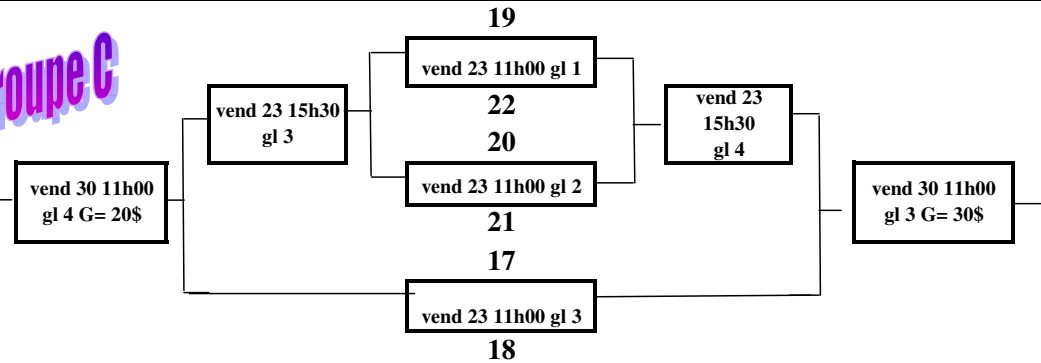 roupe C
19
vend 23 11h00 gl 1
22
vend 23 15h30
gl 3
vend 23
15h30
gl 4
20
vend 23 11h00 gl 2
21
vend 30 11h00
gl 4 G= 20$
vend 30 11h00
gl 3 G= 30$
17
vend 23 11h00 gl 3
18